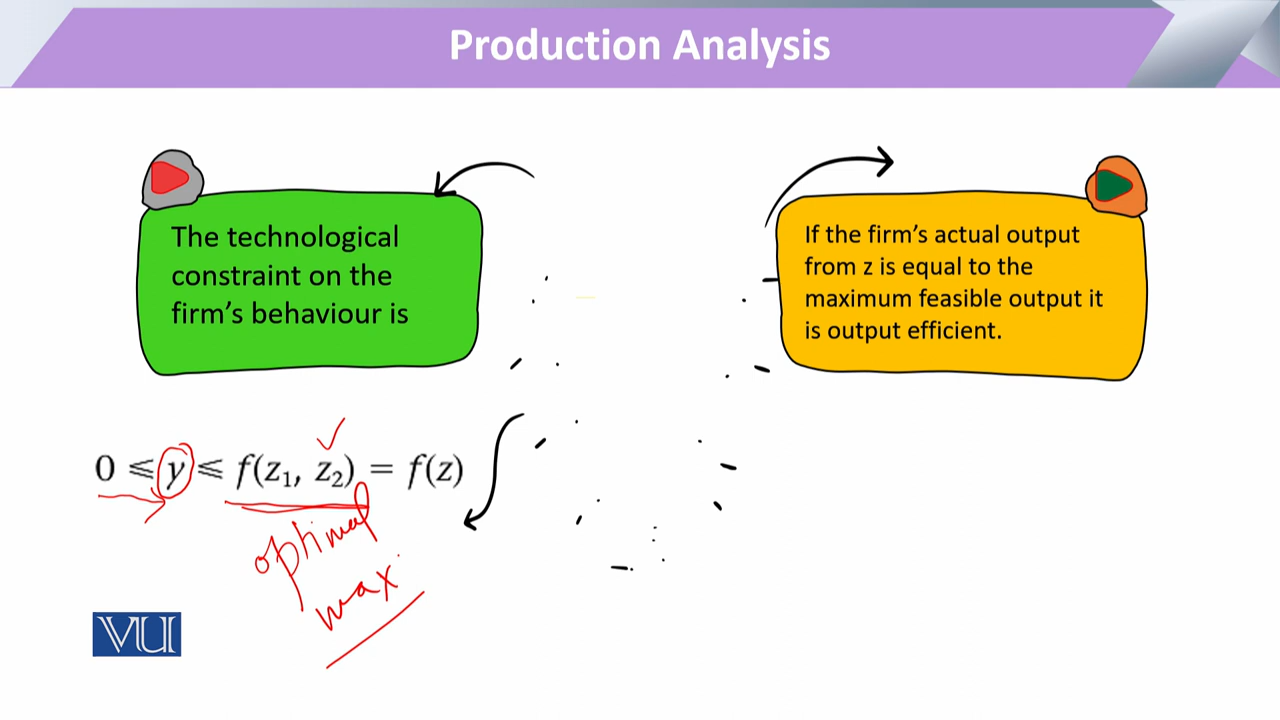 Production Analysis
The technological
constraint on the
firm’s behaviour is
If the firm’s actual output
from z is equal to the
maximum feasible output it
is output efficient.
0 ⩽ y ⩽ f(z₁, z₂) = f(z)
optimal
max
VU